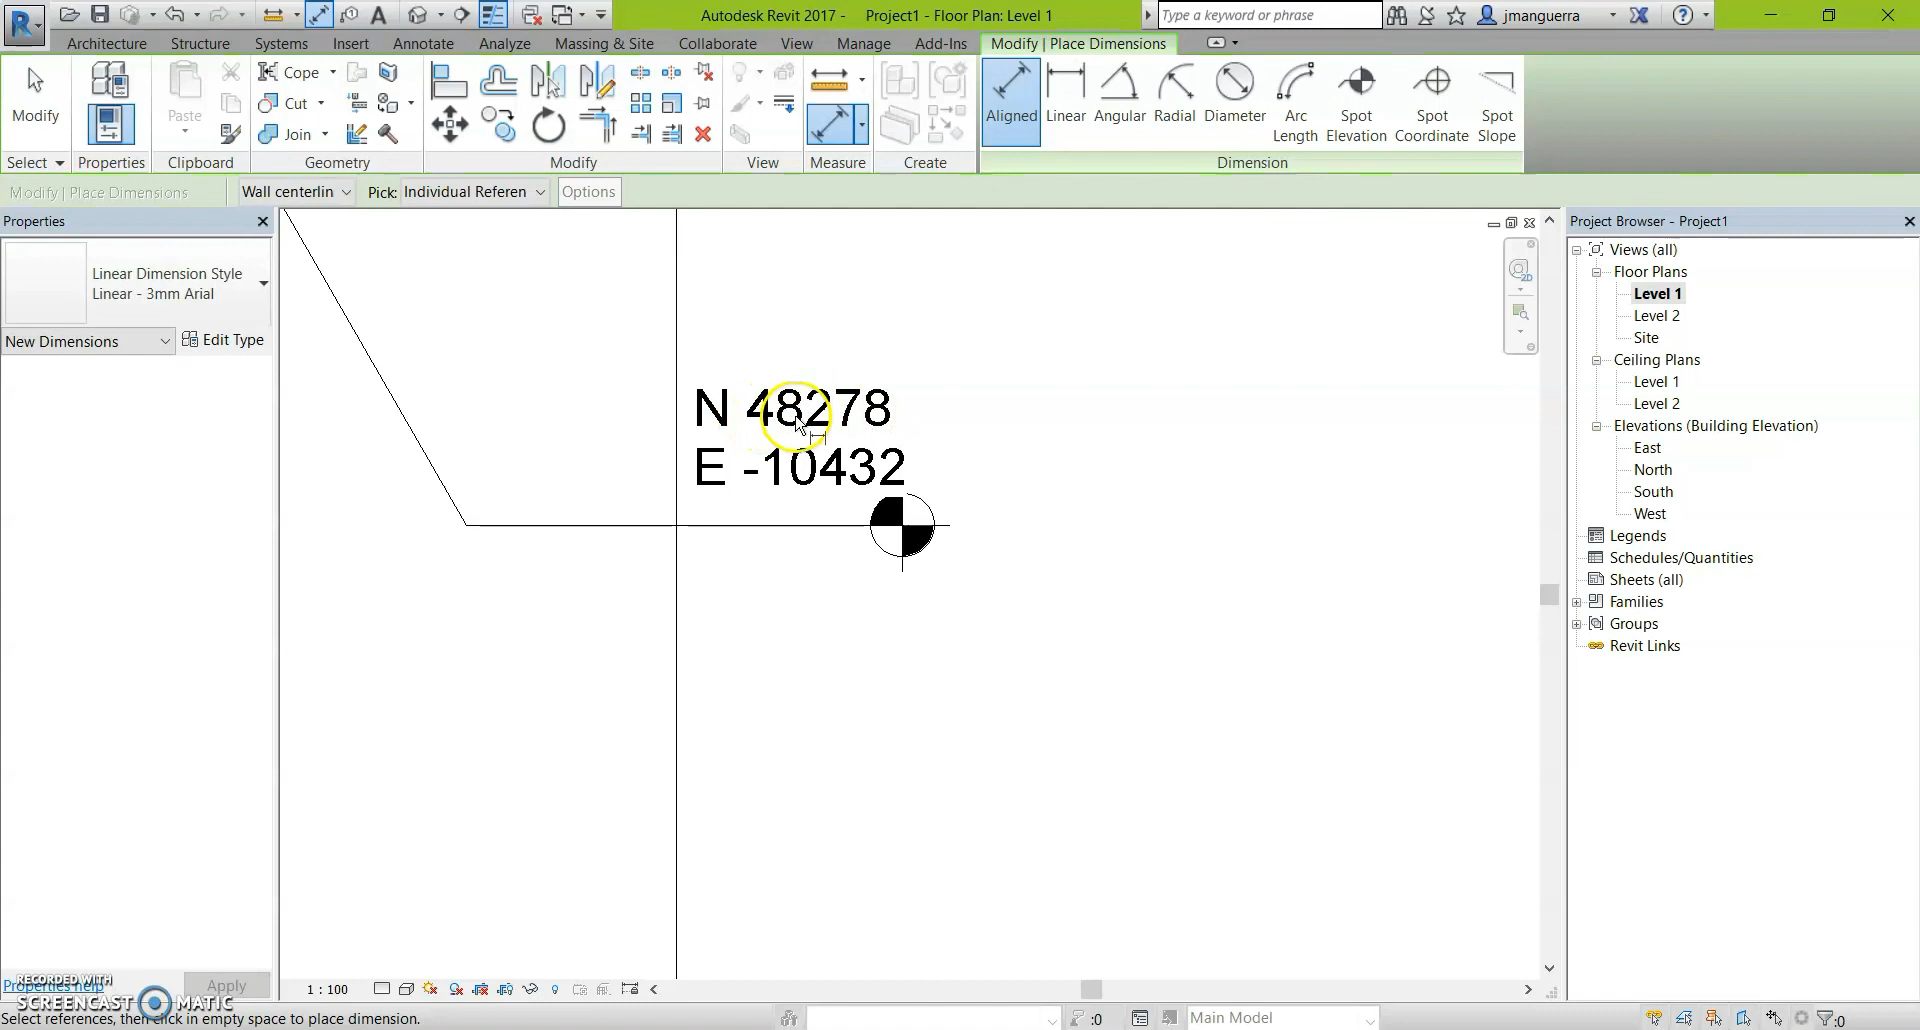 Autodesk Revit 2017 - Project1 - Floor Plan: Level 1
Type a keyword or phrase
jmanguerra
Architecture Structure Systems Insert Annotate Analyze Massing & Site Collaborate View Manage Add-Ins Modify | Place Dimensions
Modify
Paste
Cope
Cut
Join
Aligned Linear Angular Radial Diameter Arc Length Spot Elevation Spot Coordinate Spot Slope
Select Properties Clipboard Geometry Modify View Measure Create Dimension
Modify | Place Dimensions Wall centerlin Pick: Individual Referen Options
Properties
Linear Dimension Style
Linear - 3mm Arial
New Dimensions Edit Type
N 48278
E -10432
Project Browser - Project1
Views (all)
Floor Plans
Level 1
Level 2
Site
Ceiling Plans
Level 1
Level 2
Elevations (Building Elevation)
East
North
South
West
Legends
Schedules/Quantities
Sheets (all)
Families
Groups
Revit Links
Properties help Apply
RECORDED WITH
SCREENCAST MATIC
1 : 100
Select references, then click in empty space to place dimension.
:0
Main Model
:0